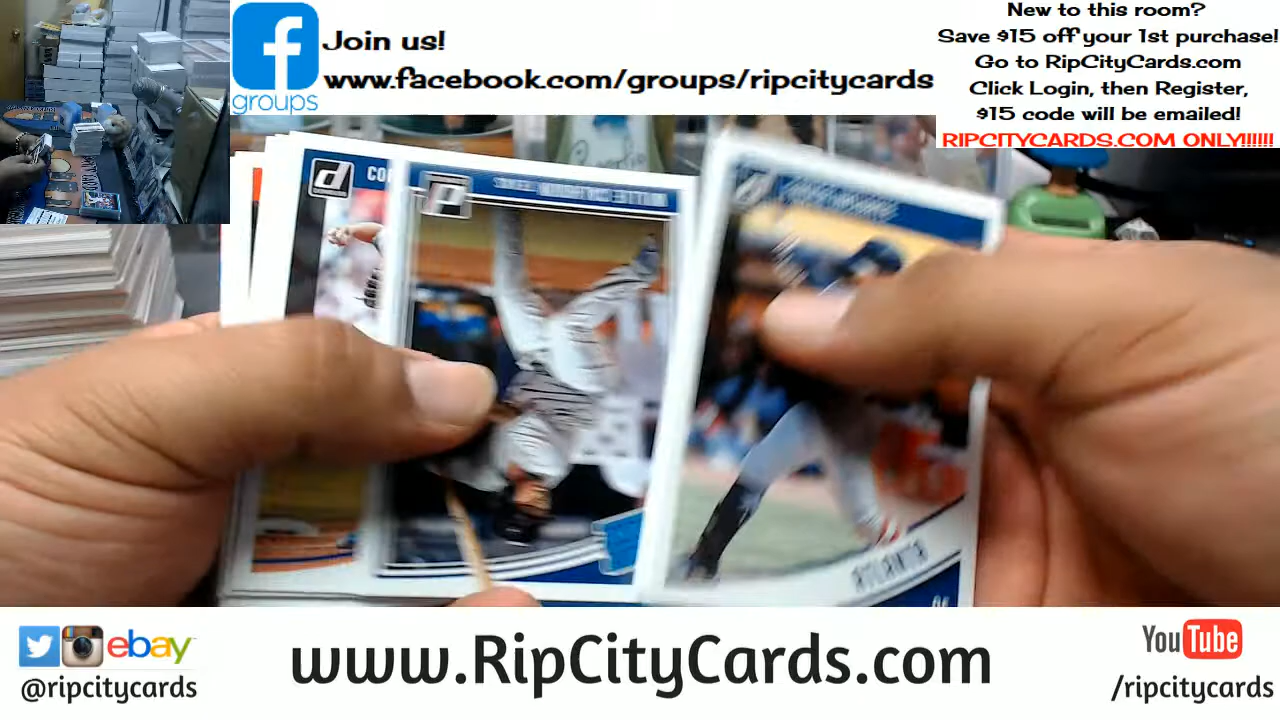 Join us!
www.facebook.com/groups/ripcitycards
groups
New to this room?
Save $15 off your 1st purchase!
Go to RipCityCards.com
Click Login, then Register,
$15 code will be emailed!
RIPCITYCARDS.COM ONLY!!!!!!
CO
ATLANTA
ebay
@ripcitycards
www.RipCityCards.com
YouTube
/ripcitycards